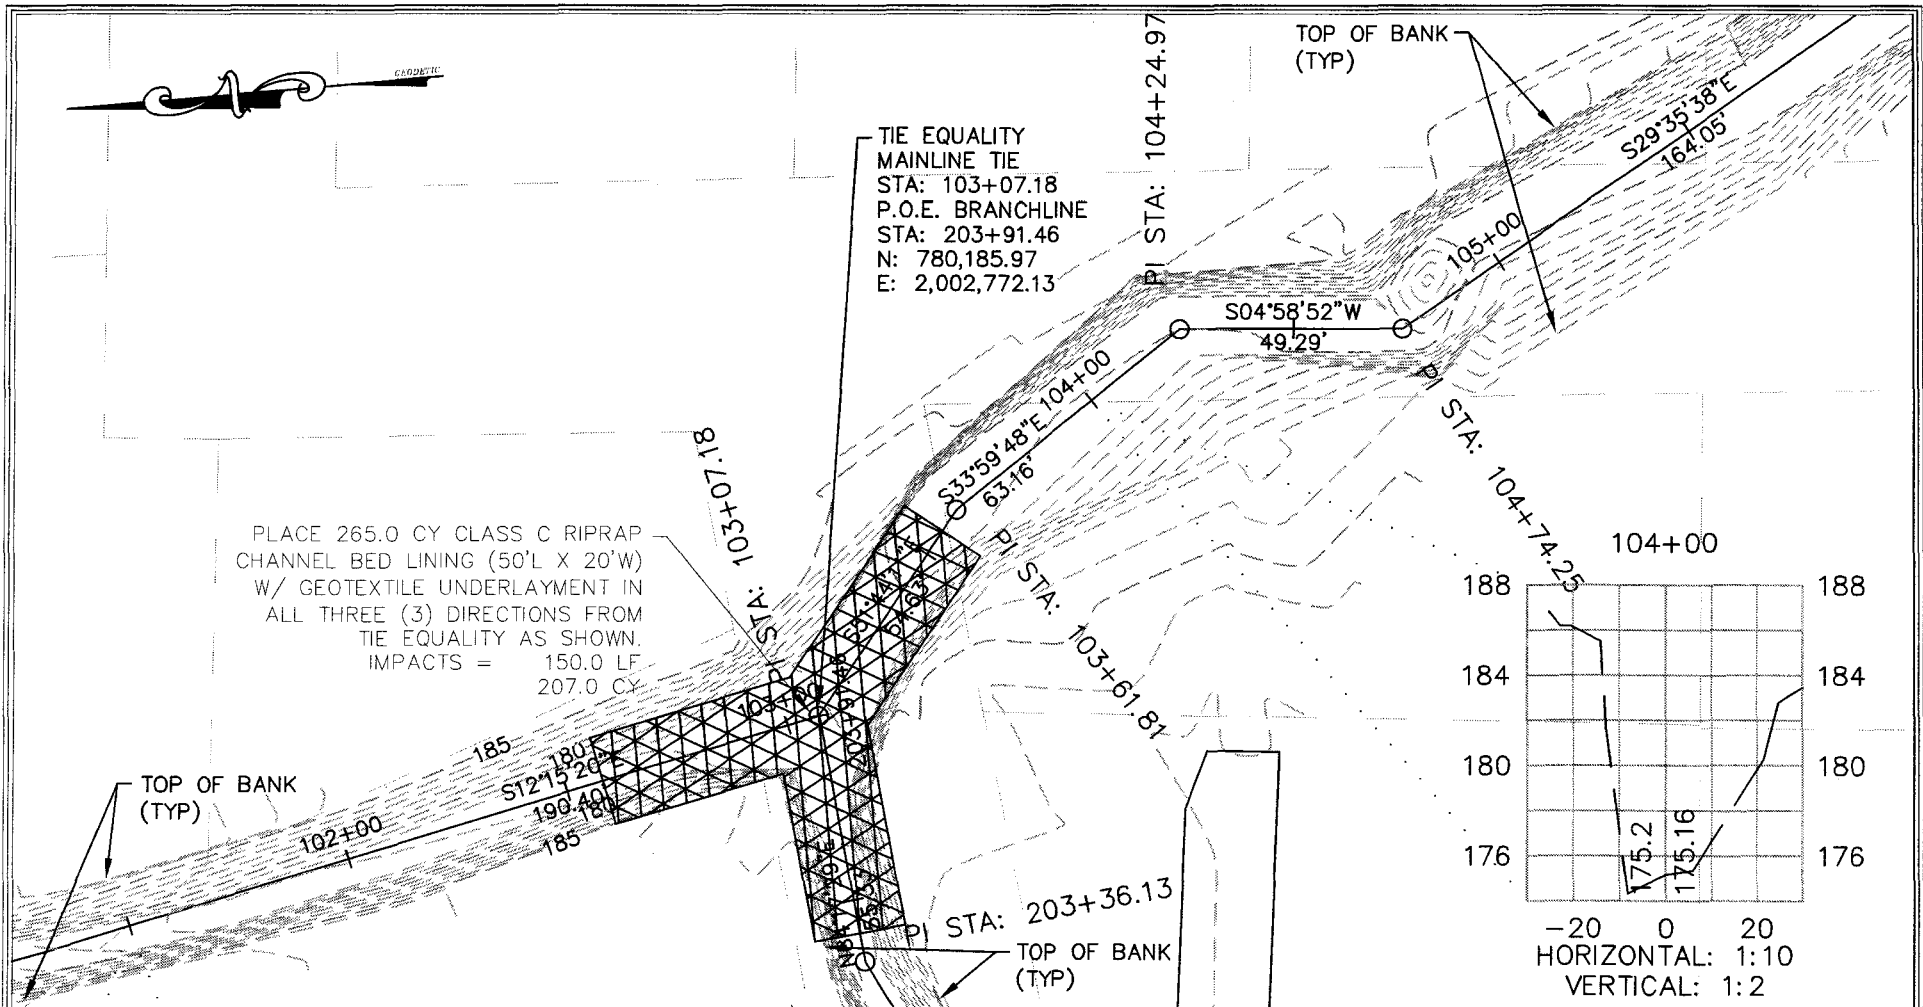 GEODETIC
TOP OF BANK
(TYP)
PI STA: 104+24.97
S29°35'38"E
164.05'
TIE EQUALITY
MAINLINE TIE
STA: 103+07.18
P.O.E. BRANCHLINE
STA: 203+91.46
N: 780,185.97
E: 2,002,772.13
105+00
S04°58'52"W
49.29'
104+00
S33°59'48"E
63.16'
PI STA: 104+74.25
PI STA: 103+07.18
PLACE 265.0 CY CLASS C RIPRAP
CHANNEL BED LINING (50'L X 20'W)
W/ GEOTEXTILE UNDERLAYMENT IN
ALL THREE (3) DIRECTIONS FROM
TIE EQUALITY AS SHOWN.
IMPACTS = 150.0 LF
207.0 CY
PI STA: 103+61.81
54.63'
203+91.46
185
180
S12°15'20"
190.40'
180
185
102+00
TOP OF BANK
(TYP)
PI STA: 203+36.13
TOP OF BANK
(TYP)
104+00
188 188
184 184
180 180
176 176
175.2
175.16
-20 0 20
HORIZONTAL: 1:10
VERTICAL: 1:2